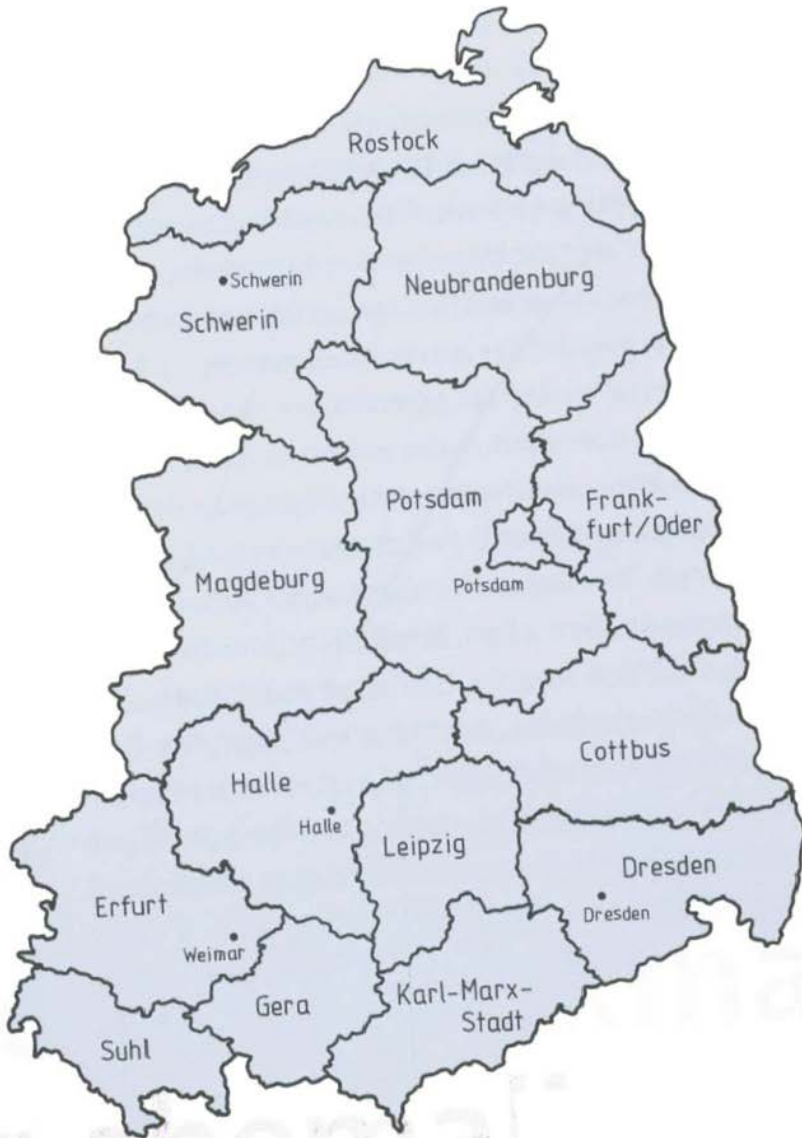 Rostock
Schwerin
Neubrandenburg
Schwerin
Potsdam
Frank-
furt/Oder
Magdeburg
Potsdam
Cottbus
Halle
Halle
Leipzig
Dresden
Erfurt
Dresden
Weimar
Gera
Karl-Marx-
Stadt
Suhl